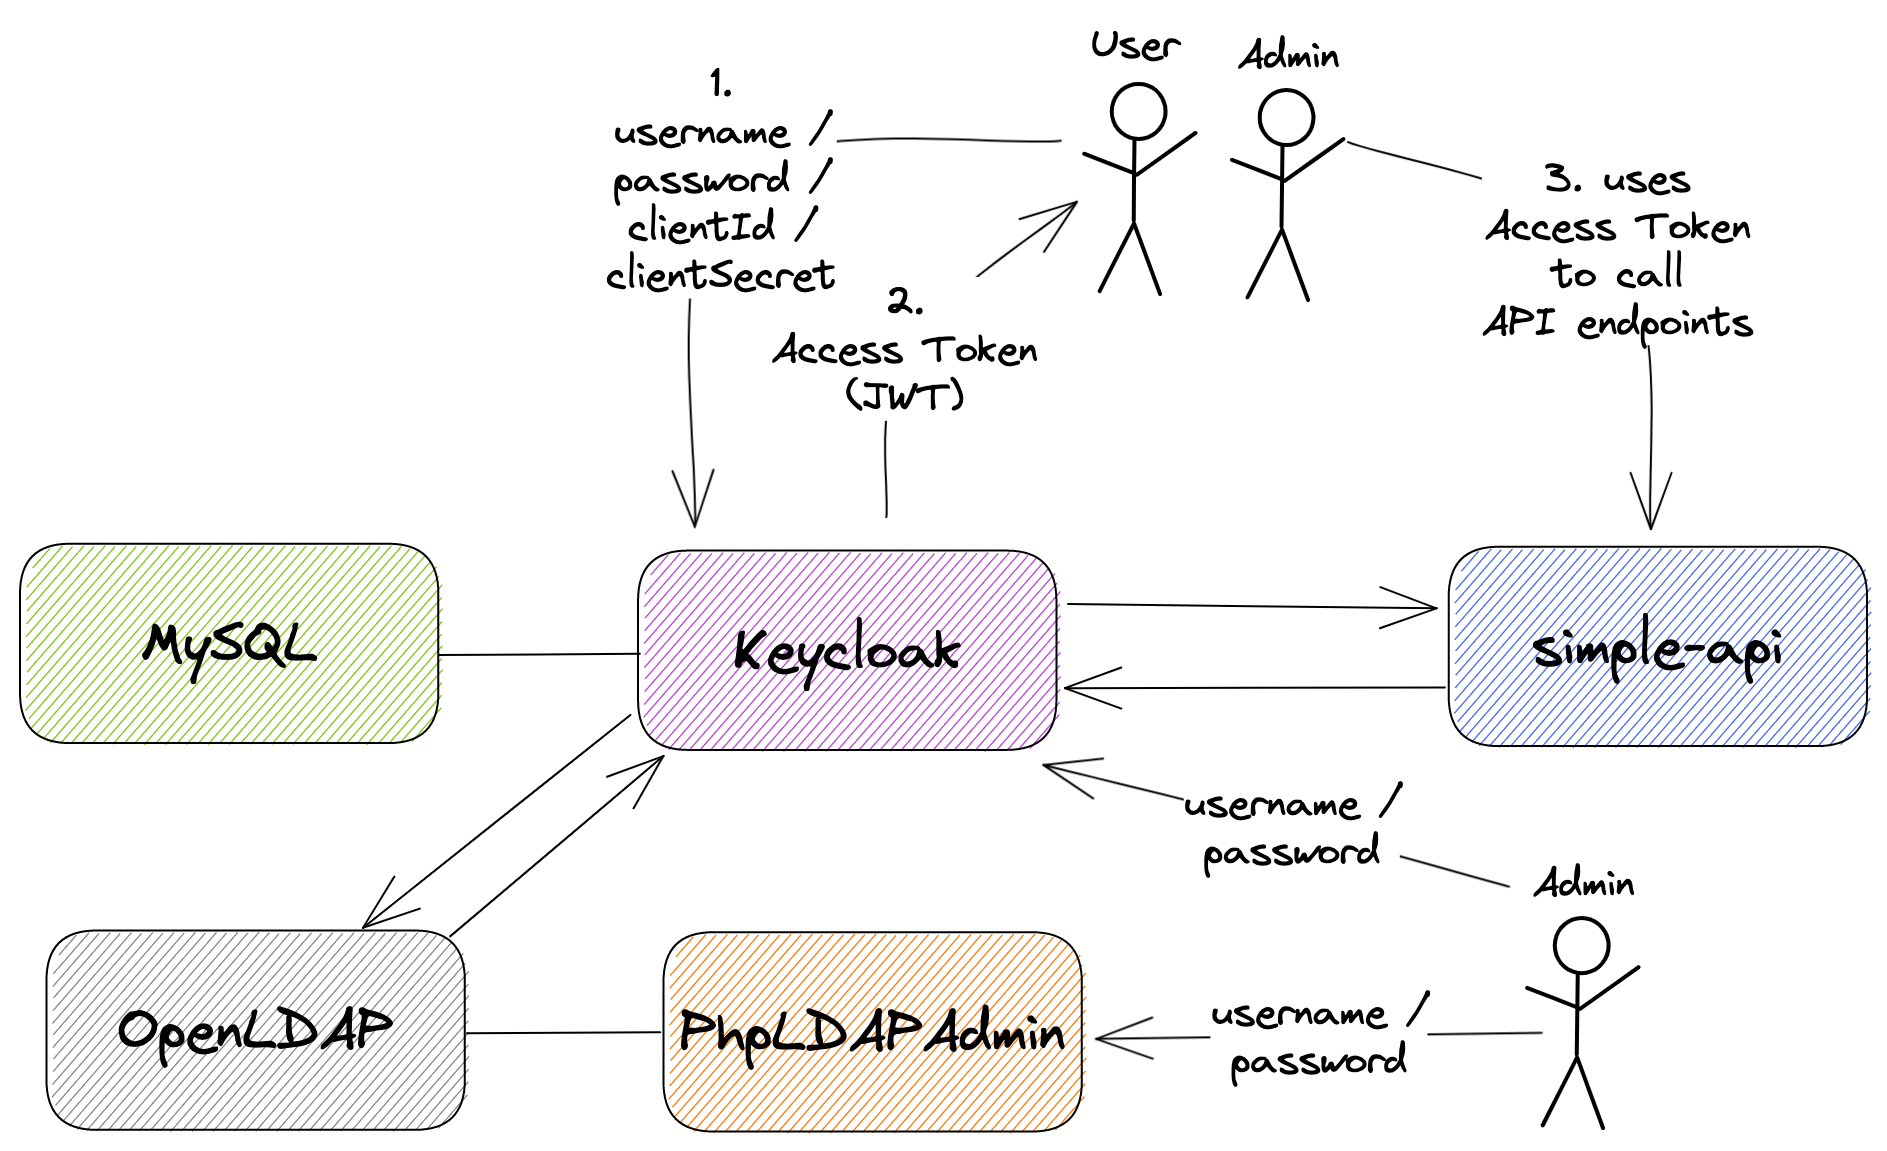 User
Admin
1.
username /
password /
clientId /
clientSecret
2.
Access Token
(JWT)
3. uses
Access Token
to call
API endpoints
MySQL
Keycloak
simple-api
username /
password
Admin
OpenLDAP
PhpLDAPAdmin
username /
password